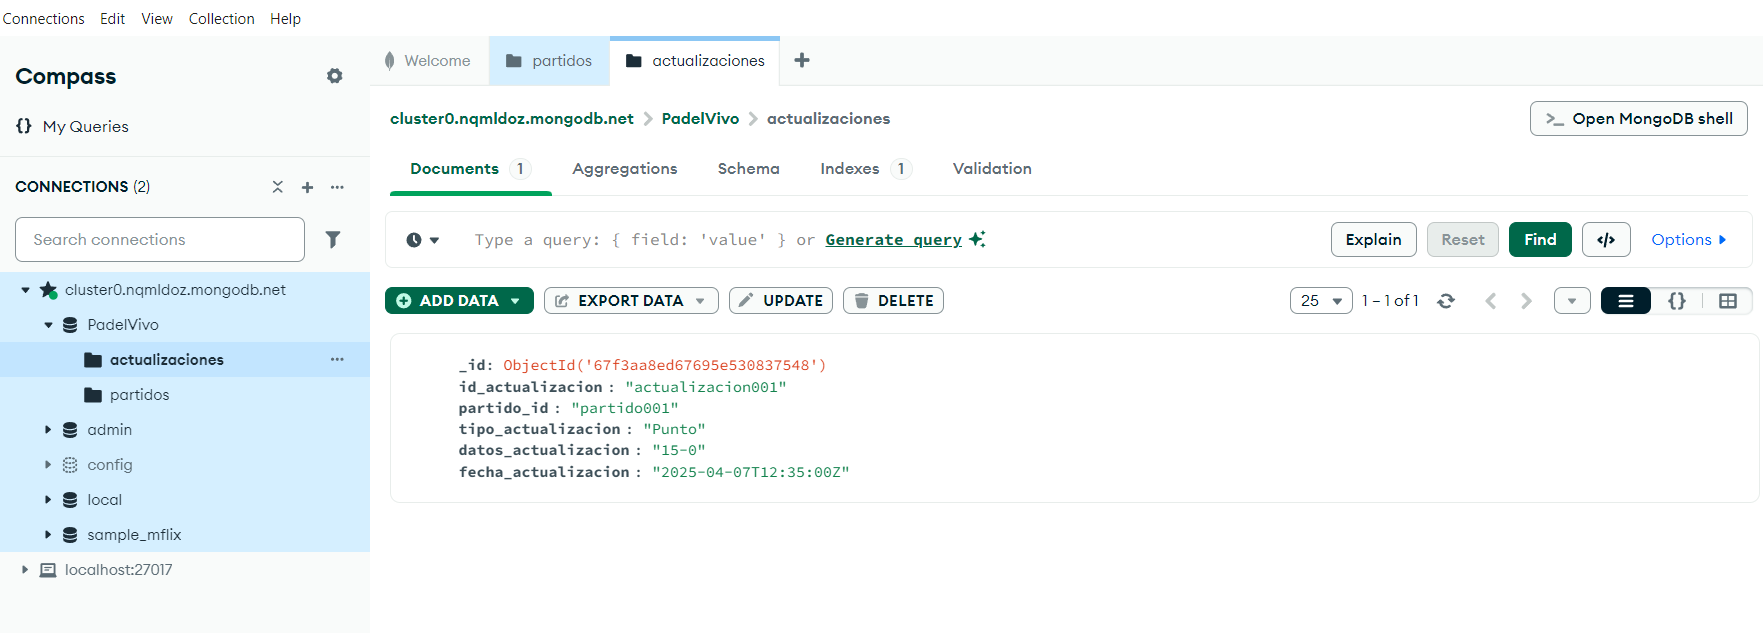 Connections Edit View Collection Help
Compass
My Queries
CONNECTIONS (2)
Search connections
cluster0.nqmldoz.mongodb.net
PadelVivo
actualizaciones
partidos
admin
config
local
sample_mflix
localhost:27017
Welcome partidos actualizaciones
cluster0.nqmldoz.mongodb.net > PadelVivo > actualizaciones
>_ Open MongoDB shell
Documents 1 Aggregations Schema Indexes 1 Validation
Type a query: { field: 'value' } or Generate query
Explain Reset Find </> Options
ADD DATA EXPORT DATA UPDATE DELETE
25 1 – 1 of 1 {}
_id: ObjectId('67f3aa8ed67695e530837548')
id_actualizacion : "actualizacion001"
partido_id : "partido001"
tipo_actualizacion : "Punto"
datos_actualizacion : "15-0"
fecha_actualizacion : "2025-04-07T12:35:00Z"